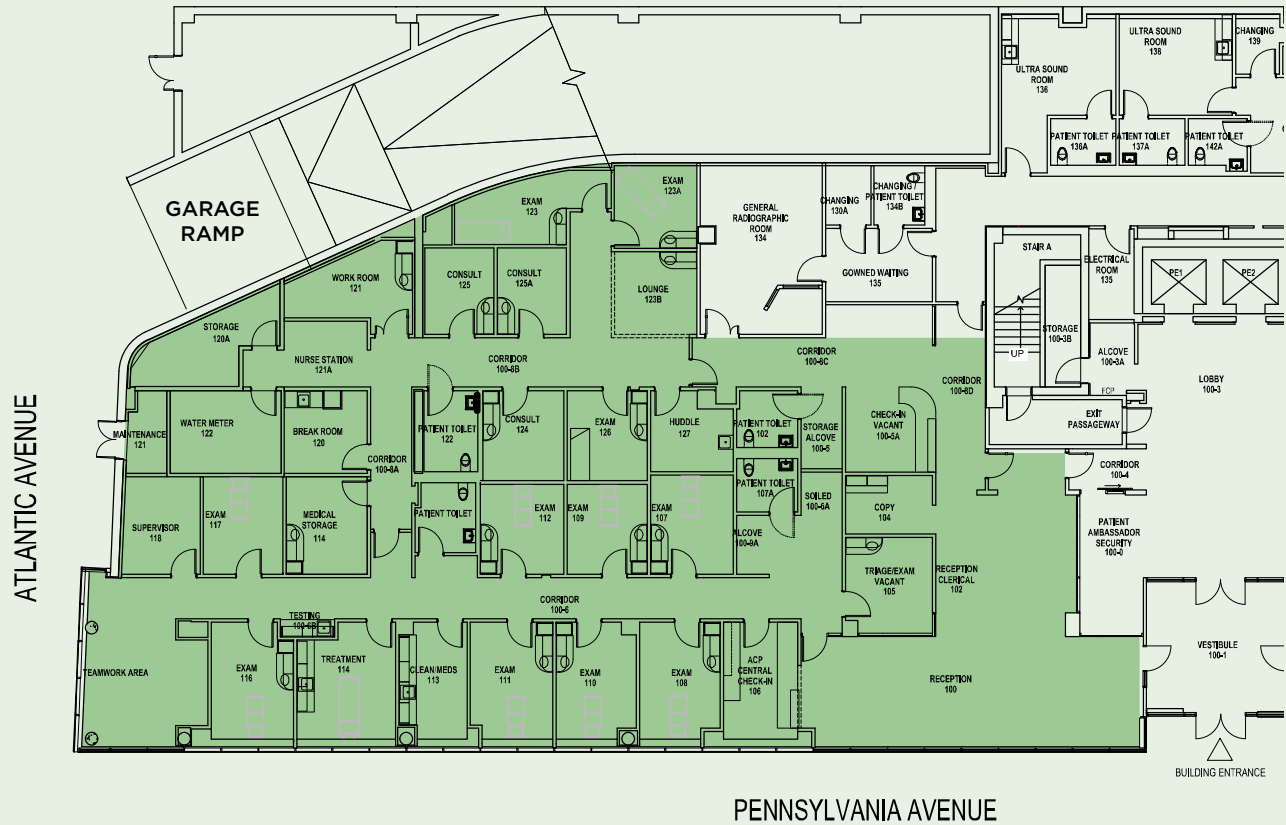 ULTRA SOUND
ROOM
138
CHANGING
139
ULTRA SOUND
ROOM
136
PATIENT TOILET
136A
PATIENT TOILET
137A
PATIENT TOILET
142A
GARAGE
RAMP
EXAM
123
EXAM
123A
GENERAL
RADIOGRAPHIC
ROOM
134
CHANGING
130A
CHANGING /
PATIENT TOILET
134B
GOWNED WAITING
135
STAIR A
UP
ELECTRICAL
ROOM
135
PE1
PE2
STORAGE
100-3B
ALCOVE
100-3A
FCP
LOBBY
100-3
WORK ROOM
121
CONSULT
125
CONSULT
125A
LOUNGE
123B
STORAGE
120A
NURSE STATION
121A
CORRIDOR
100-8B
CORRIDOR
100-8C
CORRIDOR
100-8D
EXIT
PASSAGEWAY
ATLANTIC AVENUE
MAINTENANCE
121
WATER METER
122
BREAK ROOM
120
CORRIDOR
100-8A
PATIENT TOILET
122
CONSULT
124
EXAM
126
HUDDLE
127
PATIENT TOILET
102
STORAGE
ALCOVE
100-5
CHECK-IN
VACANT
100-5A
CORRIDOR
100-4
SUPERVISOR
118
EXAM
117
MEDICAL
STORAGE
114
PATIENT TOILET
EXAM
112
EXAM
109
EXAM
107
PATIENT TOILET
107A
ALCOVE
100-9A
SOILED
100-6A
COPY
104
PATIENT
AMBASSADOR
SECURITY
100-0
TRIAGE/EXAM
VACANT
105
RECEPTION
CLERICAL
102
CORRIDOR
100-6
TESTING
100-6B
TEAMWORK AREA
EXAM
116
TREATMENT
114
CLEAN/MEDS
113
EXAM
111
EXAM
110
EXAM
108
ACP
CENTRAL
CHECK-IN
106
RECEPTION
100
VESTIBULE
100-1
BUILDING ENTRANCE
PENNSYLVANIA AVENUE